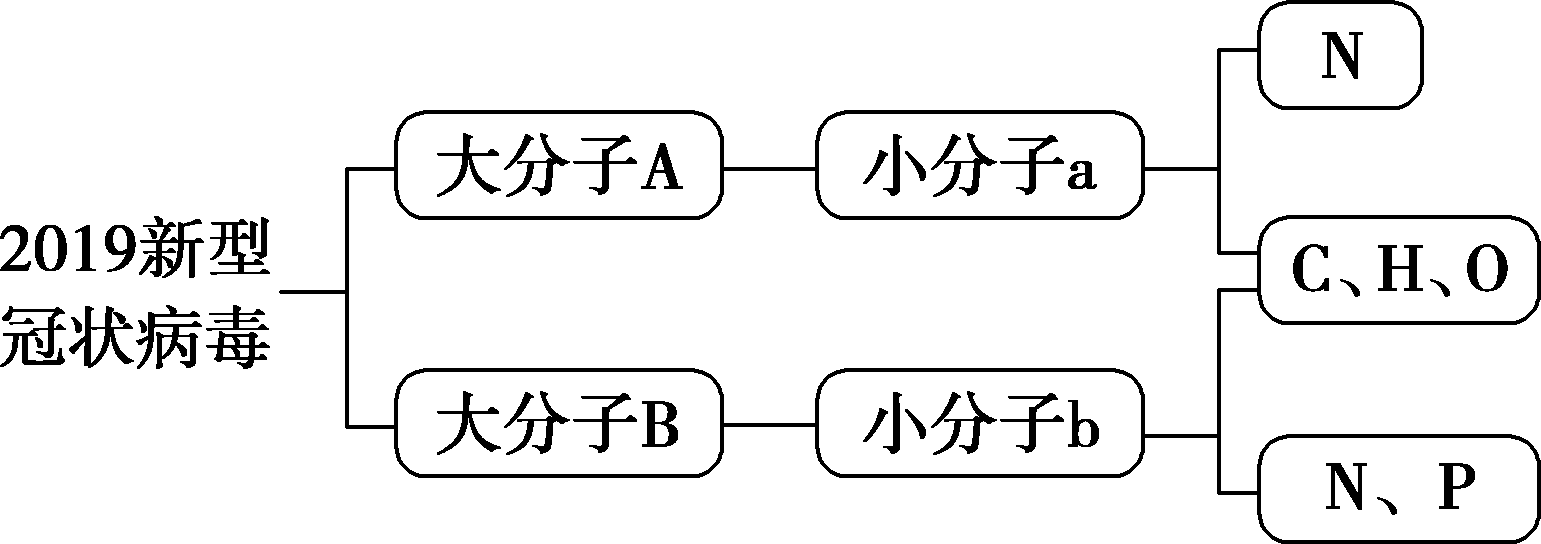 2019新型
冠状病毒
大分子A
小分子a
N
C、H、O
大分子B
小分子b
N、P